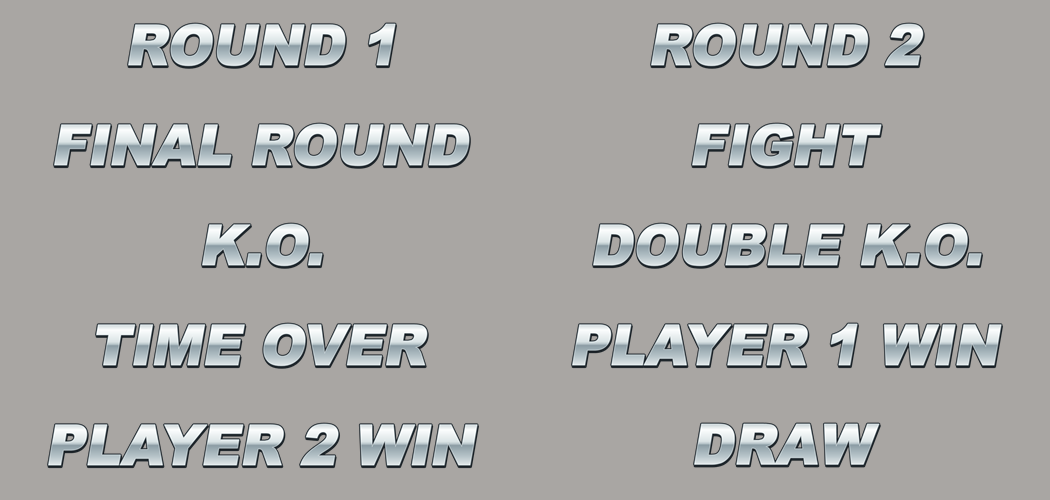 ROUND 1
ROUND 2
FINAL ROUND
FIGHT
K.O.
DOUBLE K.O.
TIME OVER
PLAYER 1 WIN
PLAYER 2 WIN
DRAW